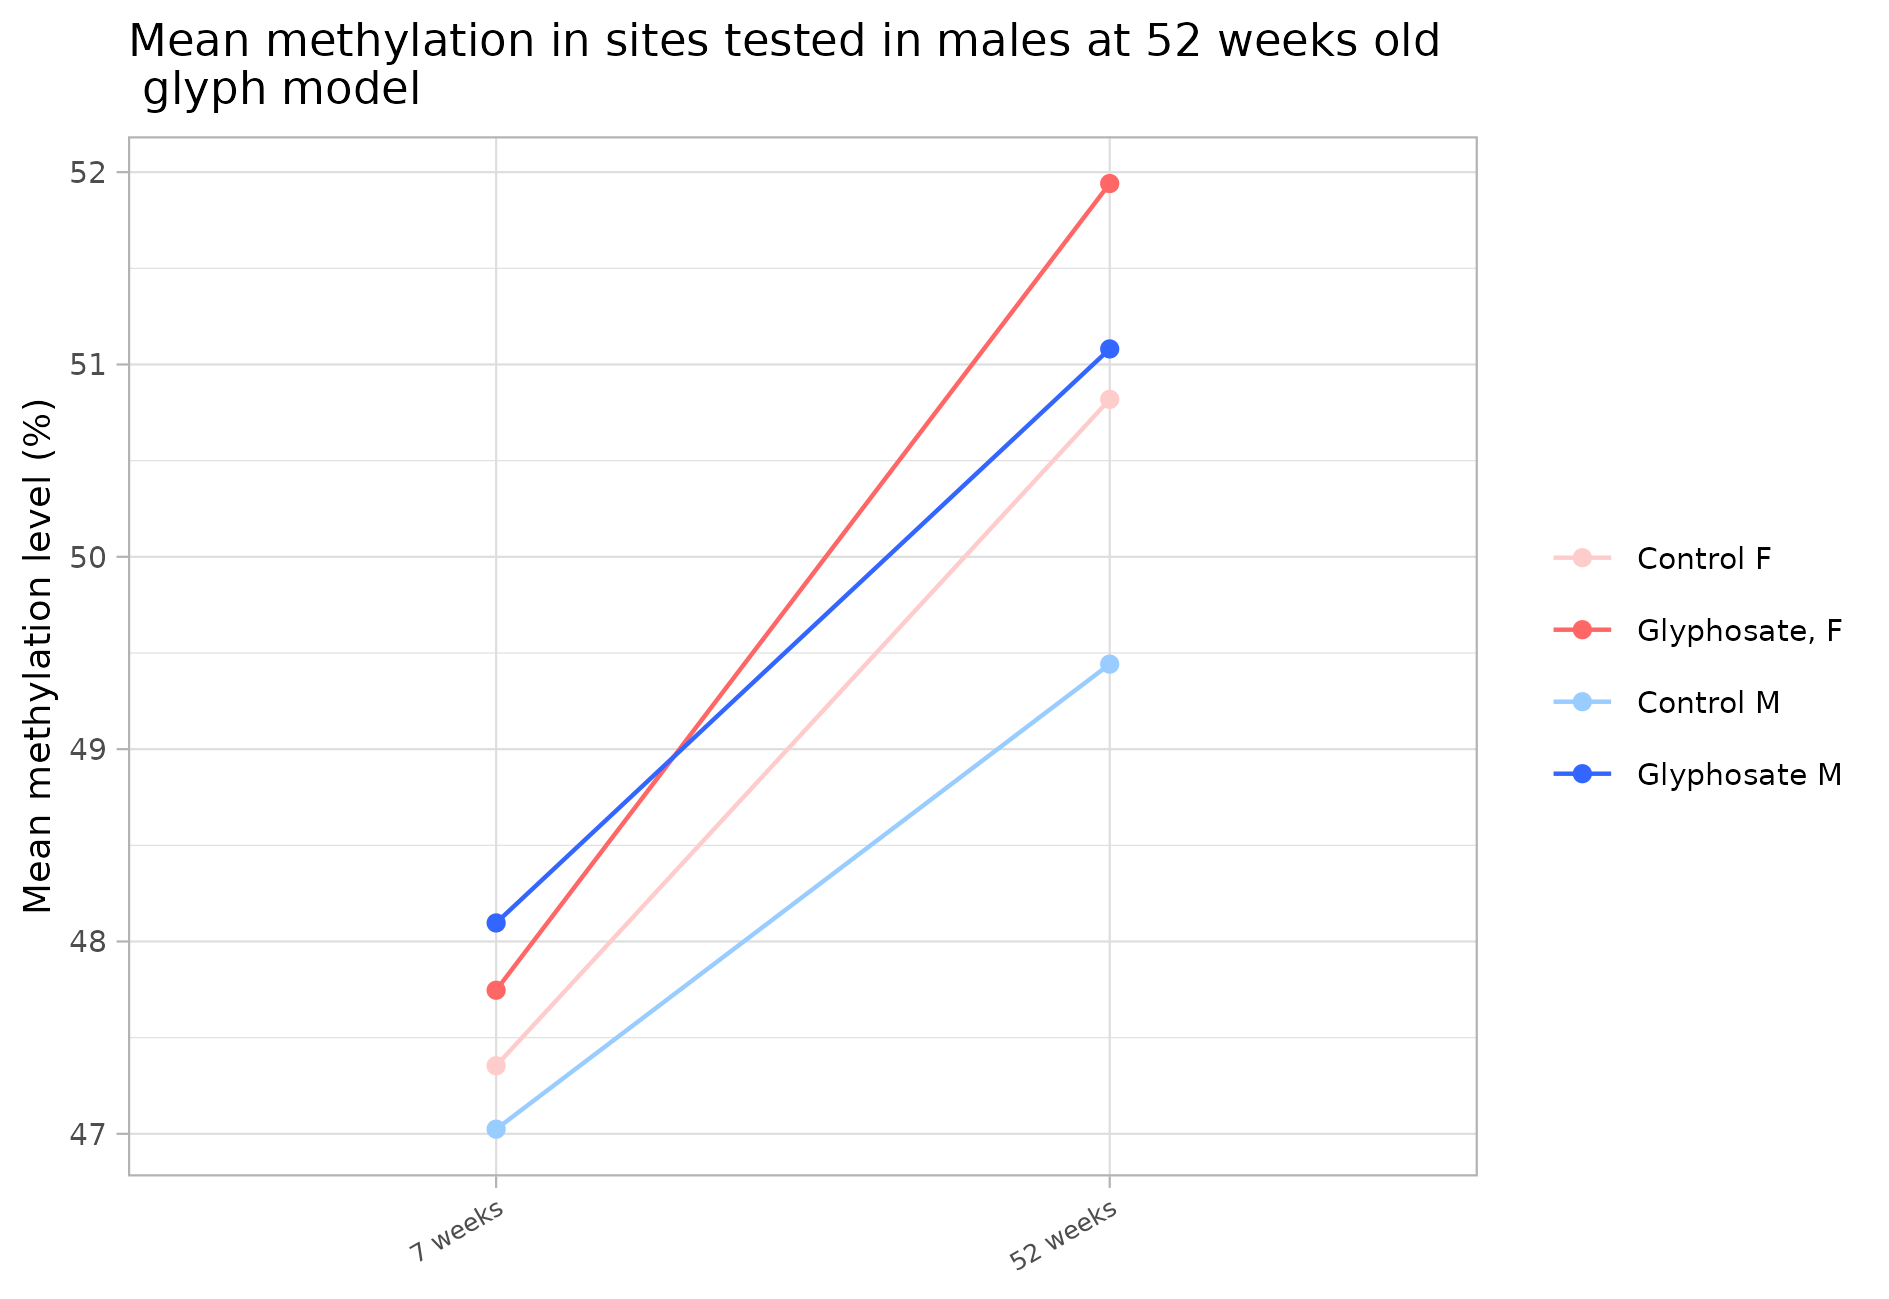 Mean methylation in sites tested in males at 52 weeks old
glyph model
Mean methylation level (%)
52
51
50
49
48
47
7 weeks
52 weeks
Control F
Glyphosate, F
Control M
Glyphosate M